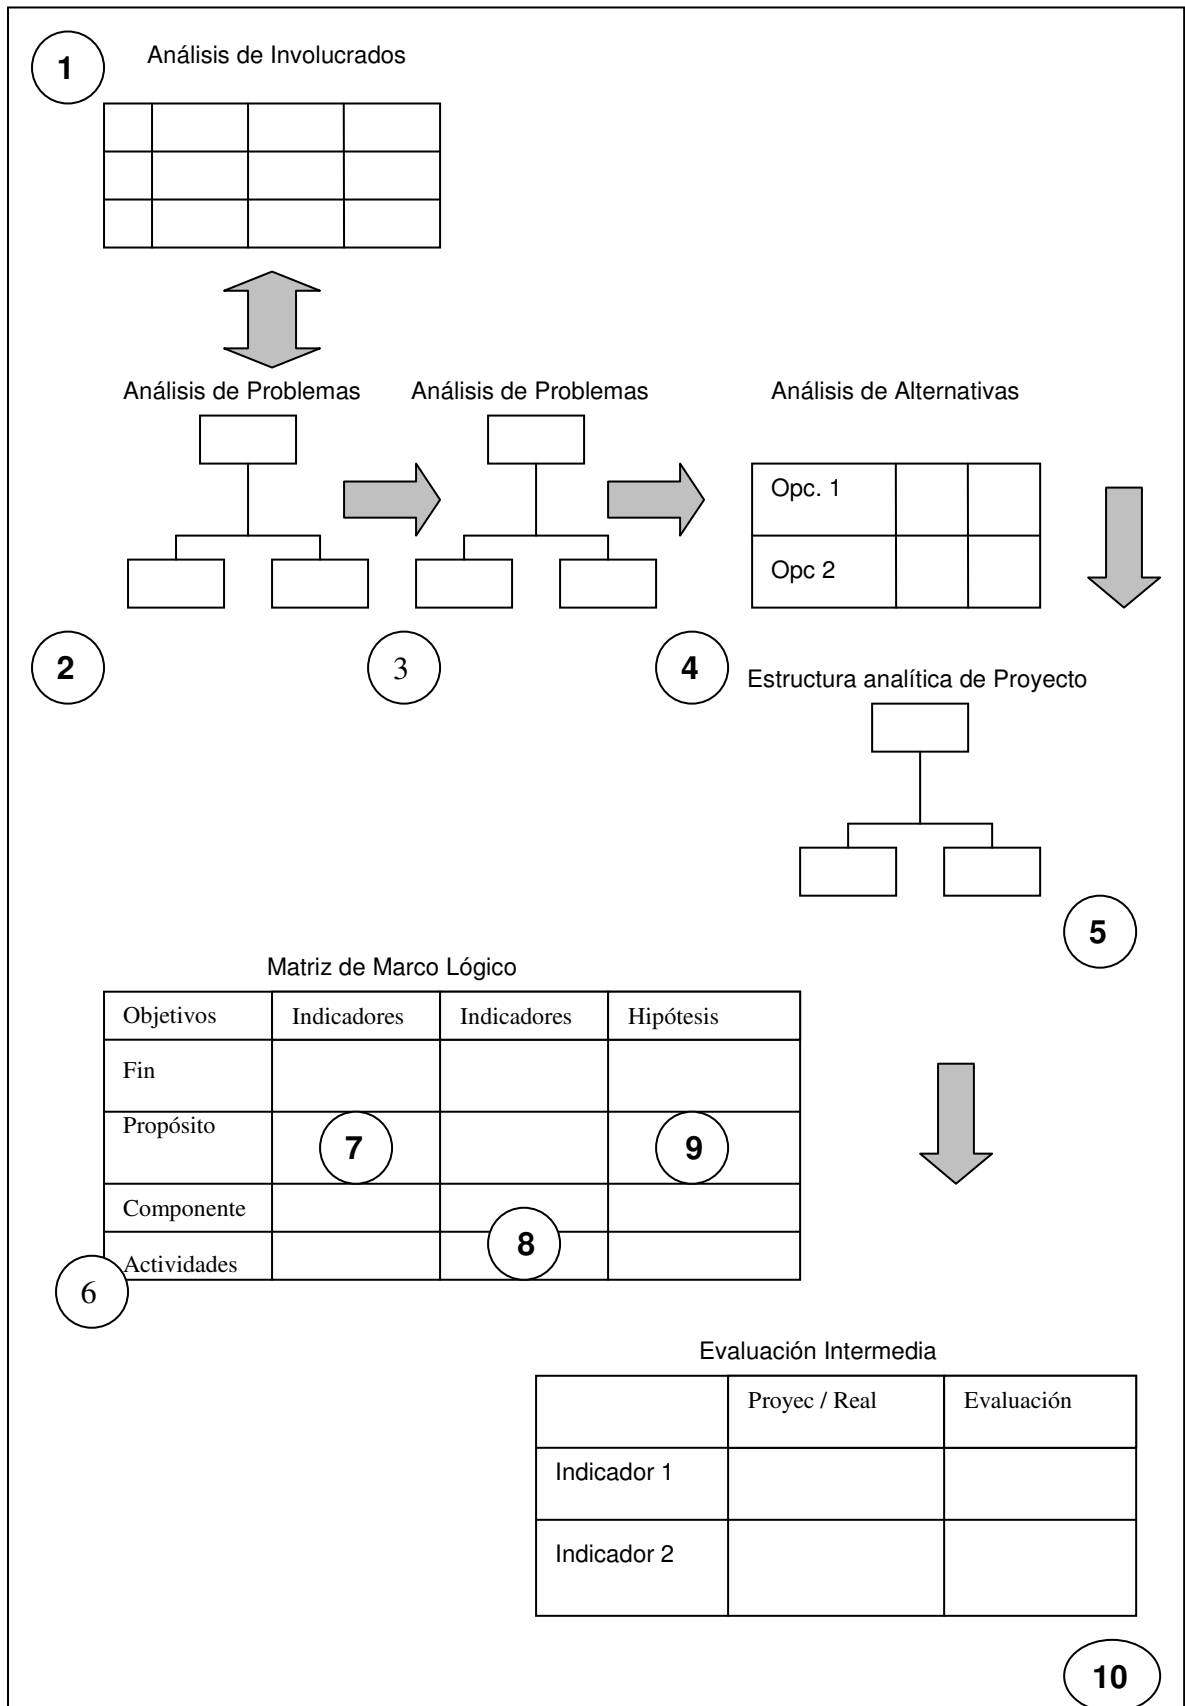 1
Análisis de Involucrados
Análisis de Problemas
Análisis de Problemas
Análisis de Alternativas
Opc. 1
Opc 2
2
3
4
Estructura analítica de Proyecto
5
Matriz de Marco Lógico
Objetivos
Indicadores
Indicadores
Hipótesis
Fin
Propósito
7
9
Componente
8
Actividades
6
Evaluación Intermedia
Proyec / Real
Evaluación
Indicador 1
Indicador 2
10